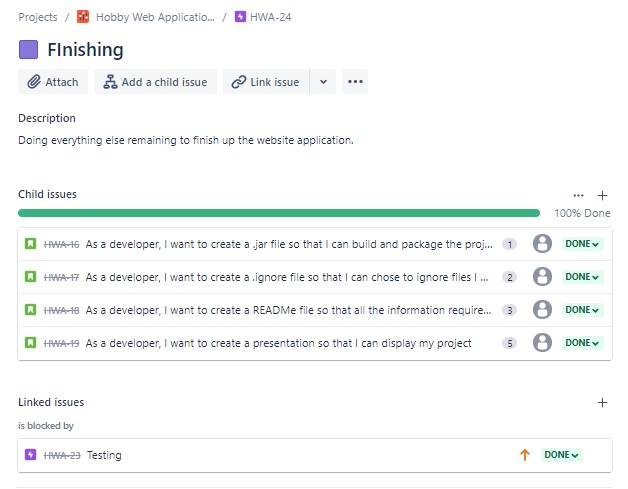 Projects / Hobby Web Applicatio... / HWA-24
FInishing
Attach Add a child issue Link issue
Description
Doing everything else remaining to finish up the website application.
Child issues
100% Done
HWA-16 As a developer, I want to create a .jar file so that I can build and package the proj... 1 DONE
HWA-17 As a developer, I want to create a .ignore file so that I can chose to ignore files I ... 2 DONE
HWA-18 As a developer, I want to create a READMe file so that all the information require... 3 DONE
HWA-19 As a developer, I want to create a presentation so that I can display my project 5 DONE
Linked issues
is blocked by
HWA-23 Testing DONE